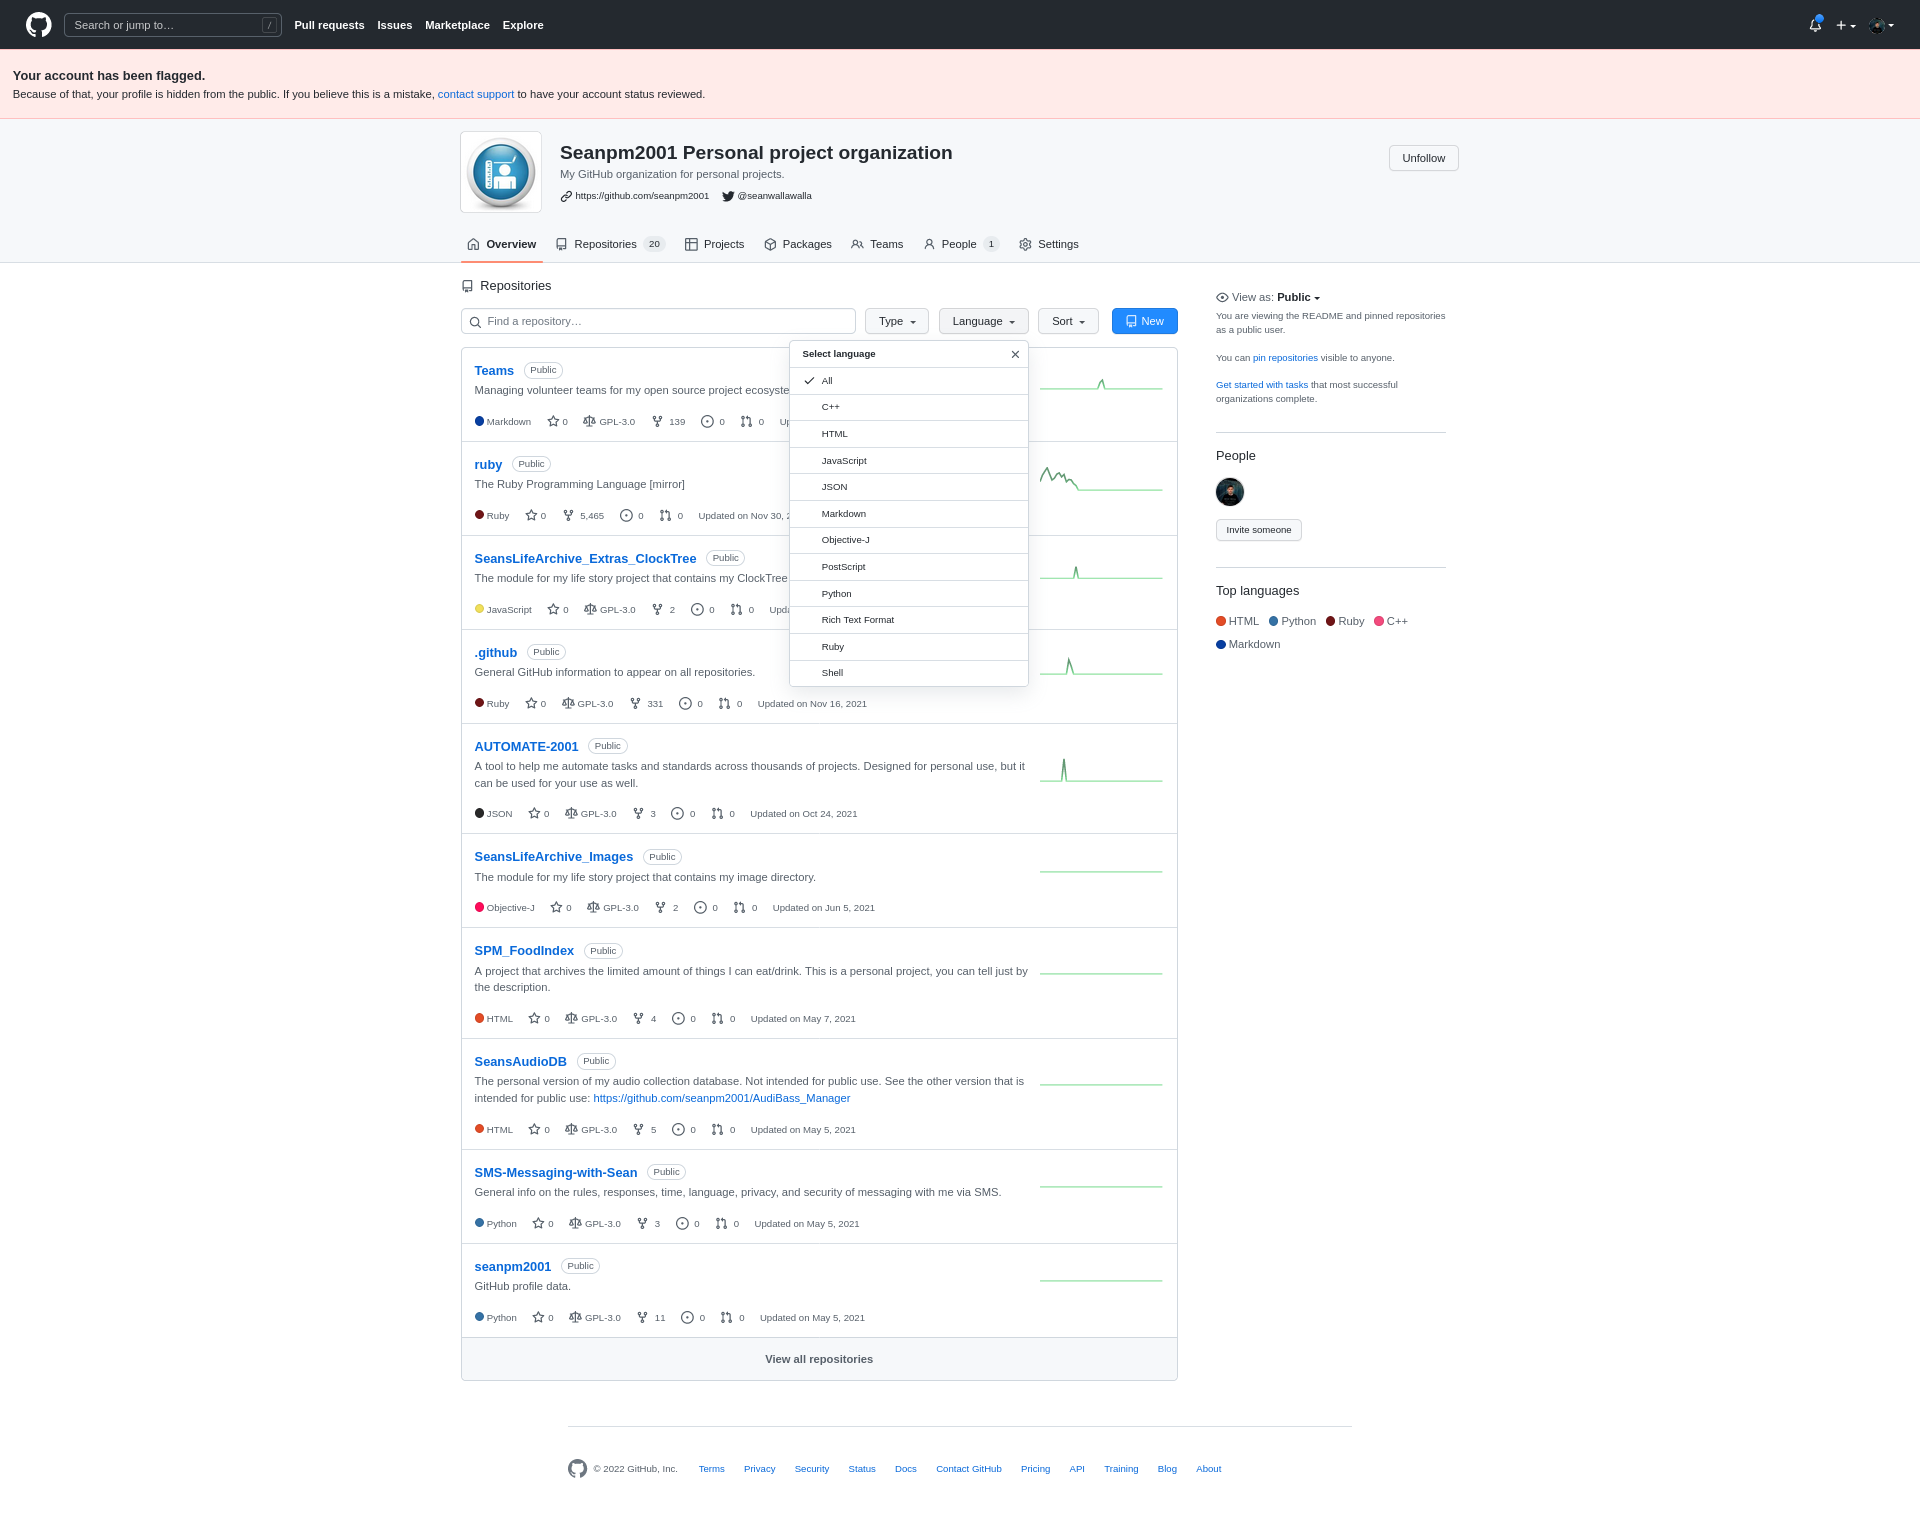 Search or jump to…
/
Pull requests Issues Marketplace Explore
Your account has been flagged.
Because of that, your profile is hidden from the public. If you believe this is a mistake, contact support to have your account status reviewed.
Seanpm2001 Personal project organization
My GitHub organization for personal projects.
https://github.com/seanpm2001 @seanwallawalla
Unfollow
Overview Repositories 20 Projects Packages Teams People 1 Settings
Repositories
Find a repository…
Type Language Sort New
Select language
All
C++
HTML
JavaScript
JSON
Markdown
Objective-J
PostScript
Python
Rich Text Format
Ruby
Shell
Teams Public
Managing volunteer teams for my open source project ecosyste
Markdown 0 GPL-3.0 139 0 0
ruby Public
The Ruby Programming Language [mirror]
Ruby 0 5,465 0 0 Updated on Nov 30,
SeansLifeArchive_Extras_ClockTree Public
The module for my life story project that contains my ClockTree
JavaScript 0 GPL-3.0 2 0 0 Upda
.github Public
General GitHub information to appear on all repositories.
Ruby 0 GPL-3.0 331 0 0 Updated on Nov 16, 2021
AUTOMATE-2001 Public
A tool to help me automate tasks and standards across thousands of projects. Designed for personal use, but it
can be used for your use as well.
JSON 0 GPL-3.0 3 0 0 Updated on Oct 24, 2021
SeansLifeArchive_Images Public
The module for my life story project that contains my image directory.
Objective-J 0 GPL-3.0 2 0 0 Updated on Jun 5, 2021
SPM_FoodIndex Public
A project that archives the limited amount of things I can eat/drink. This is a personal project, you can tell just by
the description.
HTML 0 GPL-3.0 4 0 0 Updated on May 7, 2021
SeansAudioDB Public
The personal version of my audio collection database. Not intended for public use. See the other version that is
intended for public use: https://github.com/seanpm2001/AudiBass_Manager
HTML 0 GPL-3.0 5 0 0 Updated on May 5, 2021
SMS-Messaging-with-Sean Public
General info on the rules, responses, time, language, privacy, and security of messaging with me via SMS.
Python 0 GPL-3.0 3 0 0 Updated on May 5, 2021
seanpm2001 Public
GitHub profile data.
Python 0 GPL-3.0 11 0 0 Updated on May 5, 2021
View all repositories
View as: Public
You are viewing the README and pinned repositories
as a public user.
You can pin repositories visible to anyone.
Get started with tasks that most successful
organizations complete.
People
Invite someone
Top languages
HTML Python Ruby C++
Markdown
© 2022 GitHub, Inc. Terms Privacy Security Status Docs Contact GitHub Pricing API Training Blog About